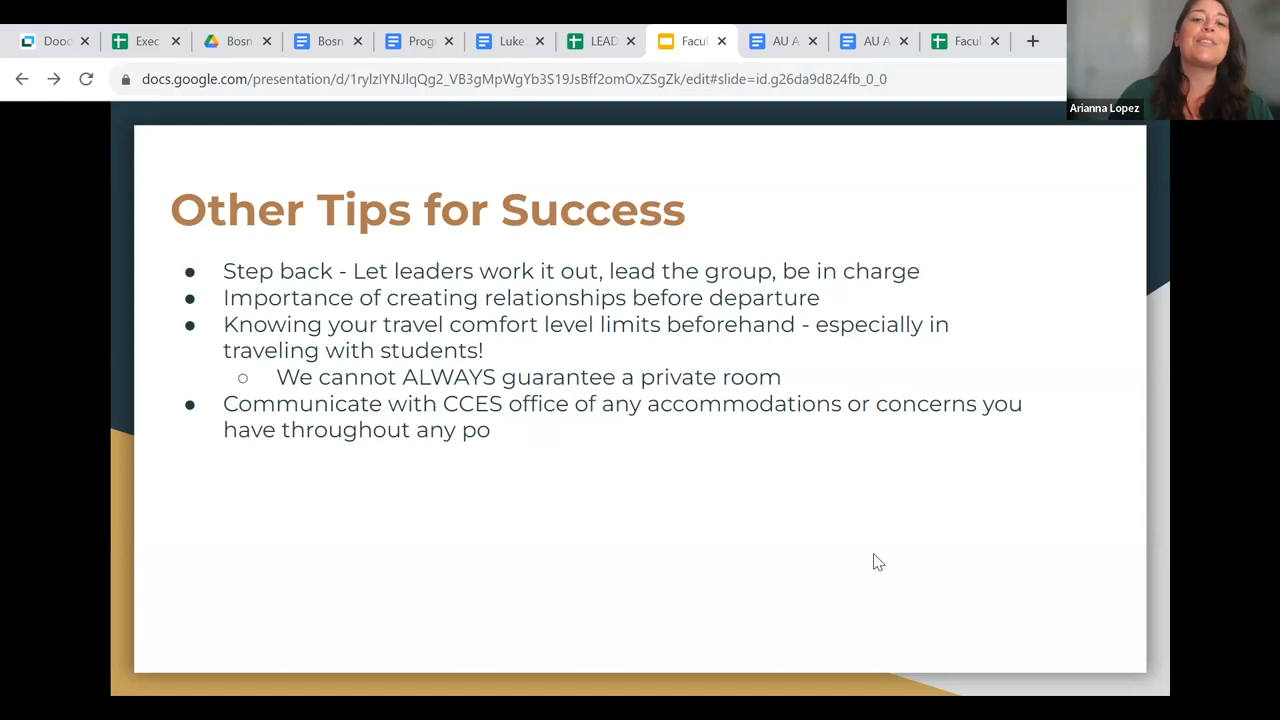 Dooc
Exec
Bosn
Bosn
Prog
Luke
LEAD
Facul
AU A
AU A
Facul
docs.google.com/presentation/d/1rylzIYNJIqQg2_VB3gMpWgYb3S19JsBff2omOxZSgZk/edit#slide=id.g26da9d824fb_0_0
Arianna Lopez
Other Tips for Success
● Step back - Let leaders work it out, lead the group, be in charge
● Importance of creating relationships before departure
● Knowing your travel comfort level limits beforehand - especially in
traveling with students!
○ We cannot ALWAYS guarantee a private room
● Communicate with CCES office of any accommodations or concerns you
have throughout any po